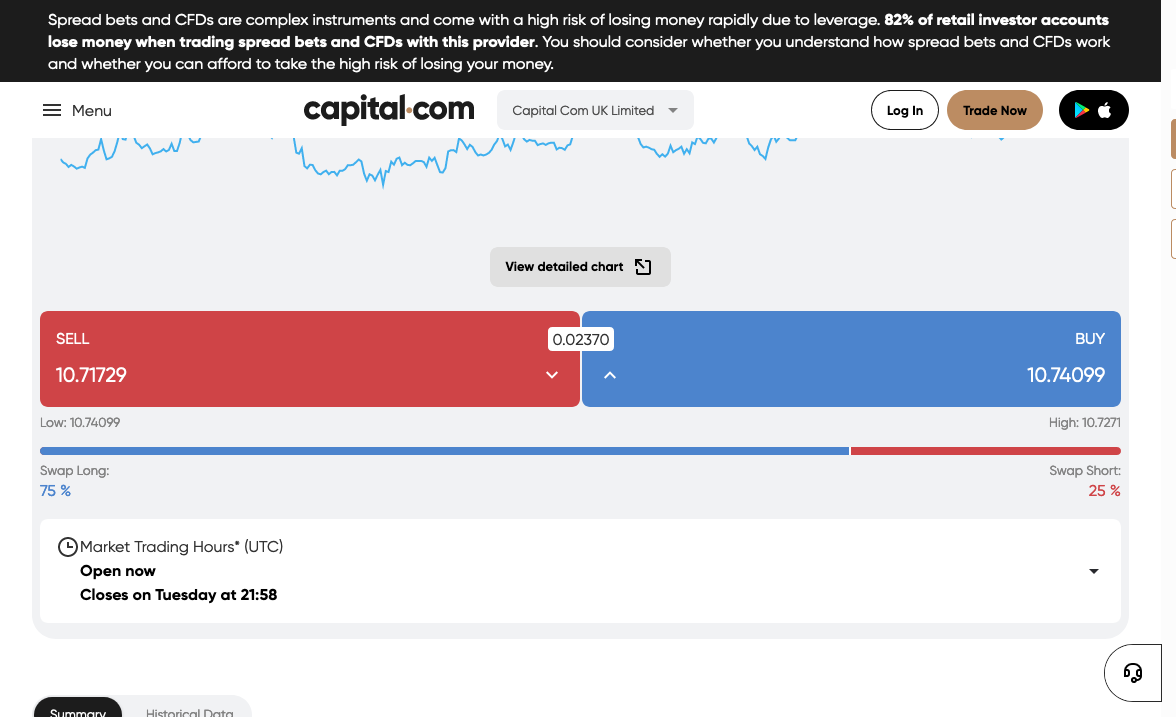 Spread bets and CFDs are complex instruments and come with a high risk of losing money rapidly due to leverage. 82% of retail investor accounts
lose money when trading spread bets and CFDs with this provider. You should consider whether you understand how spread bets and CFDs work
and whether you can afford to take the high risk of losing your money.
Menu
capital.com
Capital Com UK Limited
Log In
Trade Now
View detailed chart
SELL
0.02370
BUY
10.71729
10.74099
Low: 10.74099
High: 10.7271
Swap Long:
Swap Short:
75 %
25 %
Market Trading Hours* (UTC)
Open now
Closes on Tuesday at 21:58
Summary
Historical Data